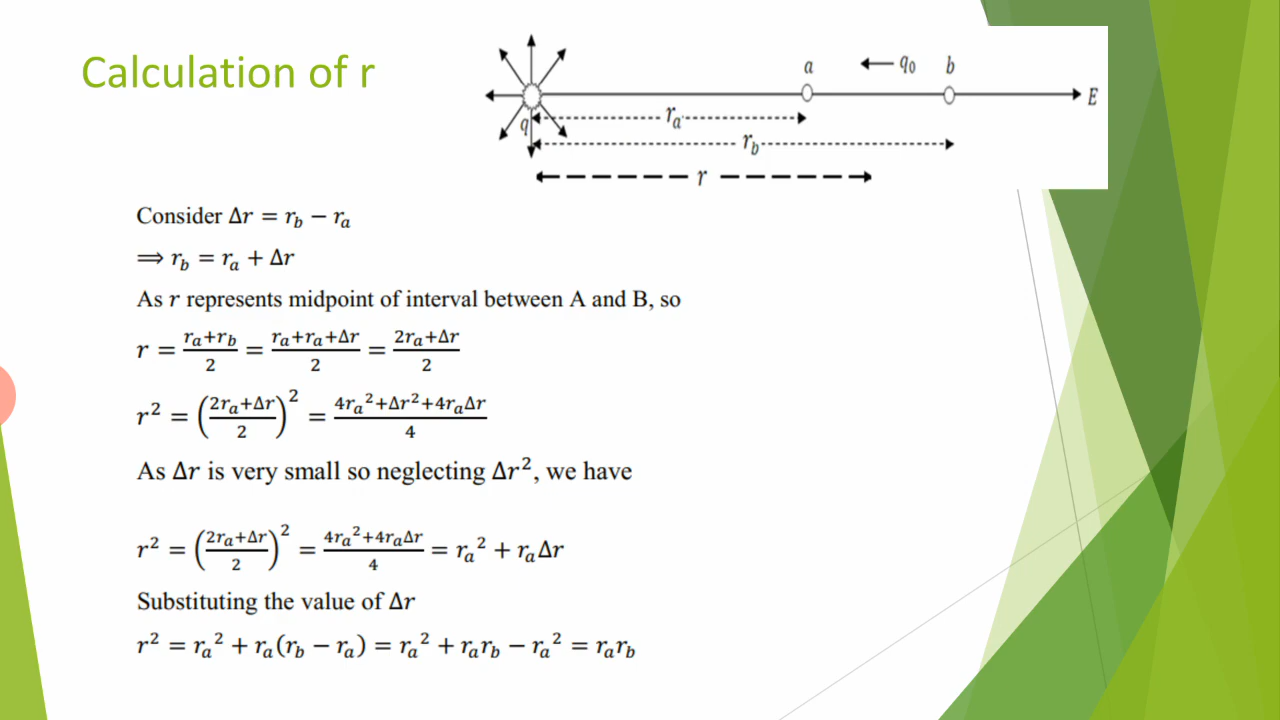 Calculation of r
a ← q₀ b
E
q
rₐ
r_b
r
Consider Δr = r_b − rₐ
⟹ r_b = rₐ + Δr
As r represents midpoint of interval between A and B, so
r = (rₐ+r_b)/2 = (rₐ+rₐ+Δr)/2 = (2rₐ+Δr)/2
r² = ((2rₐ+Δr)/2)² = (4rₐ²+Δr²+4rₐΔr)/4
As Δr is very small so neglecting Δr², we have
r² = ((2rₐ+Δr)/2)² = (4rₐ²+4rₐΔr)/4 = rₐ² + rₐΔr
Substituting the value of Δr
r² = rₐ² + rₐ(r_b − rₐ) = rₐ² + rₐr_b − rₐ² = rₐr_b